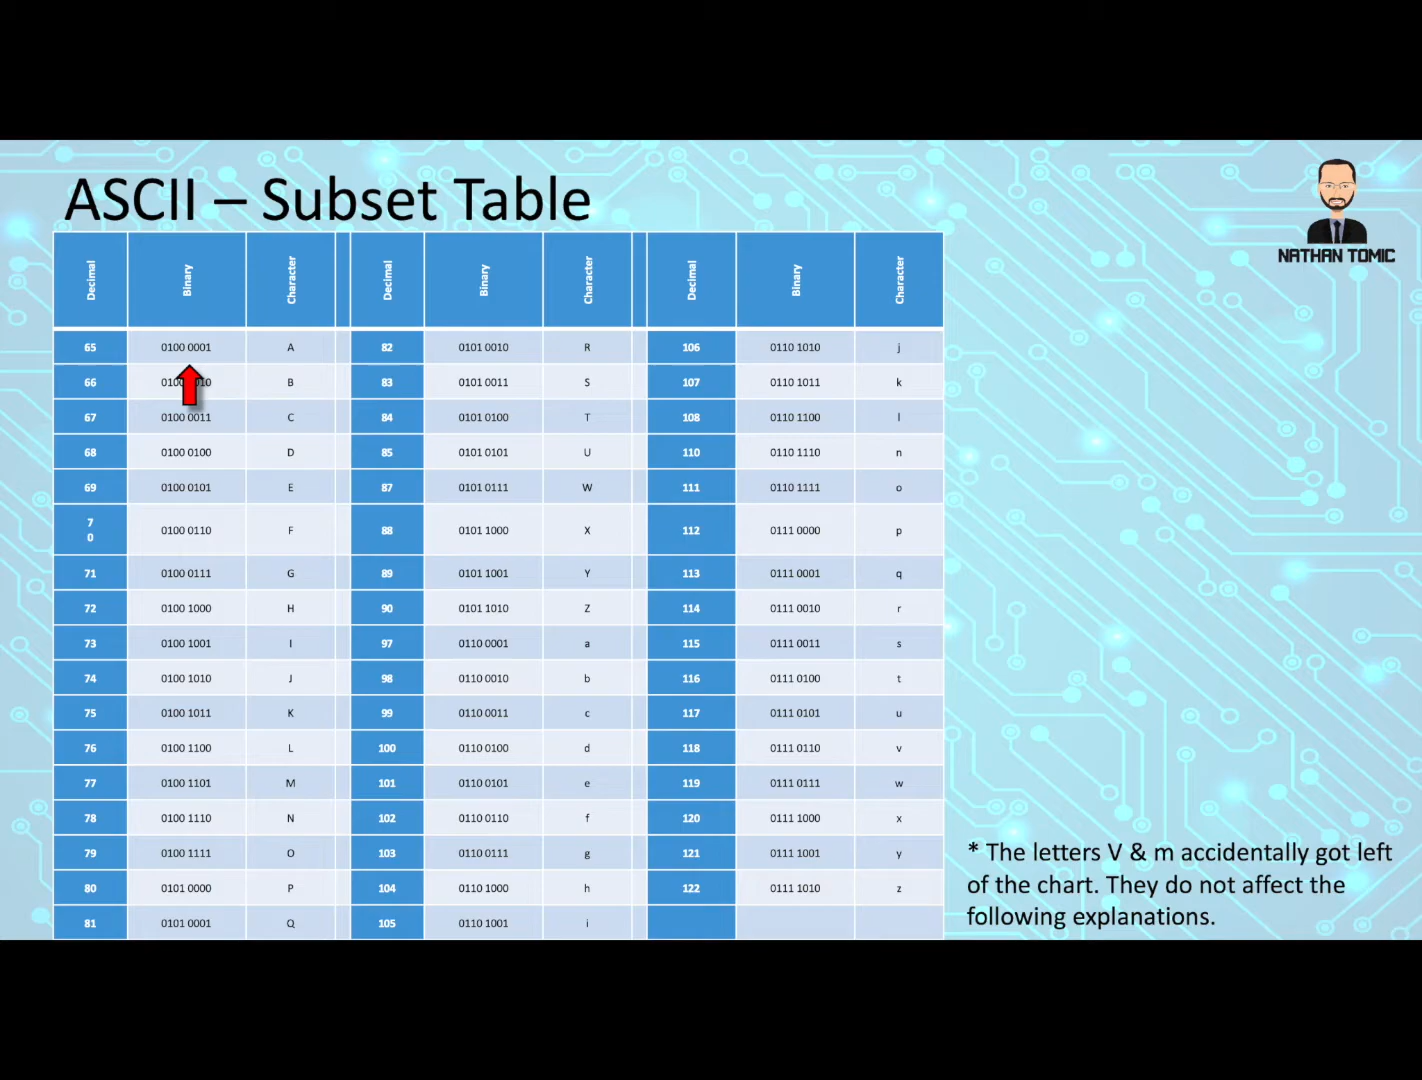 ASCII – Subset Table
NATHAN TOMIC
Decimal Binary Character Decimal Binary Character Decimal Binary Character
65 0100 0001 A 82 0101 0010 R 106 0110 1010 j
66 010 10 B 83 0101 0011 S 107 0110 1011 k
67 0100 0011 C 84 0101 0100 T 108 0110 1100 l
68 0100 0100 D 85 0101 0101 U 110 0110 1110 n
69 0100 0101 E 87 0101 0111 W 111 0110 1111 o
70 0100 0110 F 88 0101 1000 X 112 0111 0000 p
71 0100 0111 G 89 0101 1001 Y 113 0111 0001 q
72 0100 1000 H 90 0101 1010 Z 114 0111 0010 r
73 0100 1001 I 97 0110 0001 a 115 0111 0011 s
74 0100 1010 J 98 0110 0010 b 116 0111 0100 t
75 0100 1011 K 99 0110 0011 c 117 0111 0101 u
76 0100 1100 L 100 0110 0100 d 118 0111 0110 v
77 0100 1101 M 101 0110 0101 e 119 0111 0111 w
78 0100 1110 N 102 0110 0110 f 120 0111 1000 x
79 0100 1111 O 103 0110 0111 g 121 0111 1001 y
80 0101 0000 P 104 0110 1000 h 122 0111 1010 z
81 0101 0001 Q 105 0110 1001 i
* The letters V & m accidentally got left
of the chart. They do not affect the
following explanations.